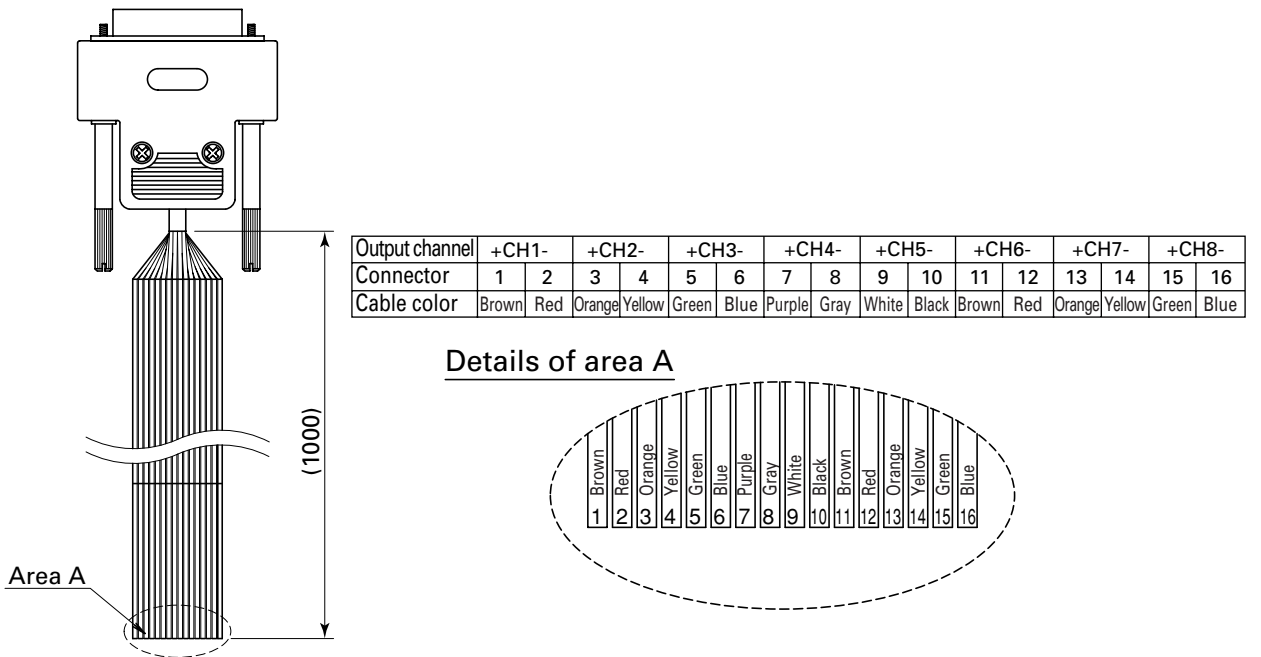 Output channel +CH1- +CH2- +CH3- +CH4- +CH5- +CH6- +CH7- +CH8-
Connector 1 2 3 4 5 6 7 8 9 10 11 12 13 14 15 16
Cable color Brown Red Orange Yellow Green Blue Purple Gray White Black Brown Red Orange Yellow Green Blue
Details of area A
(1000)
Brown Red Orange Yellow Green Blue Purple Gray White Black Brown Red Orange Yellow Green Blue
1 2 3 4 5 6 7 8 9 10 11 12 13 14 15 16
Area A